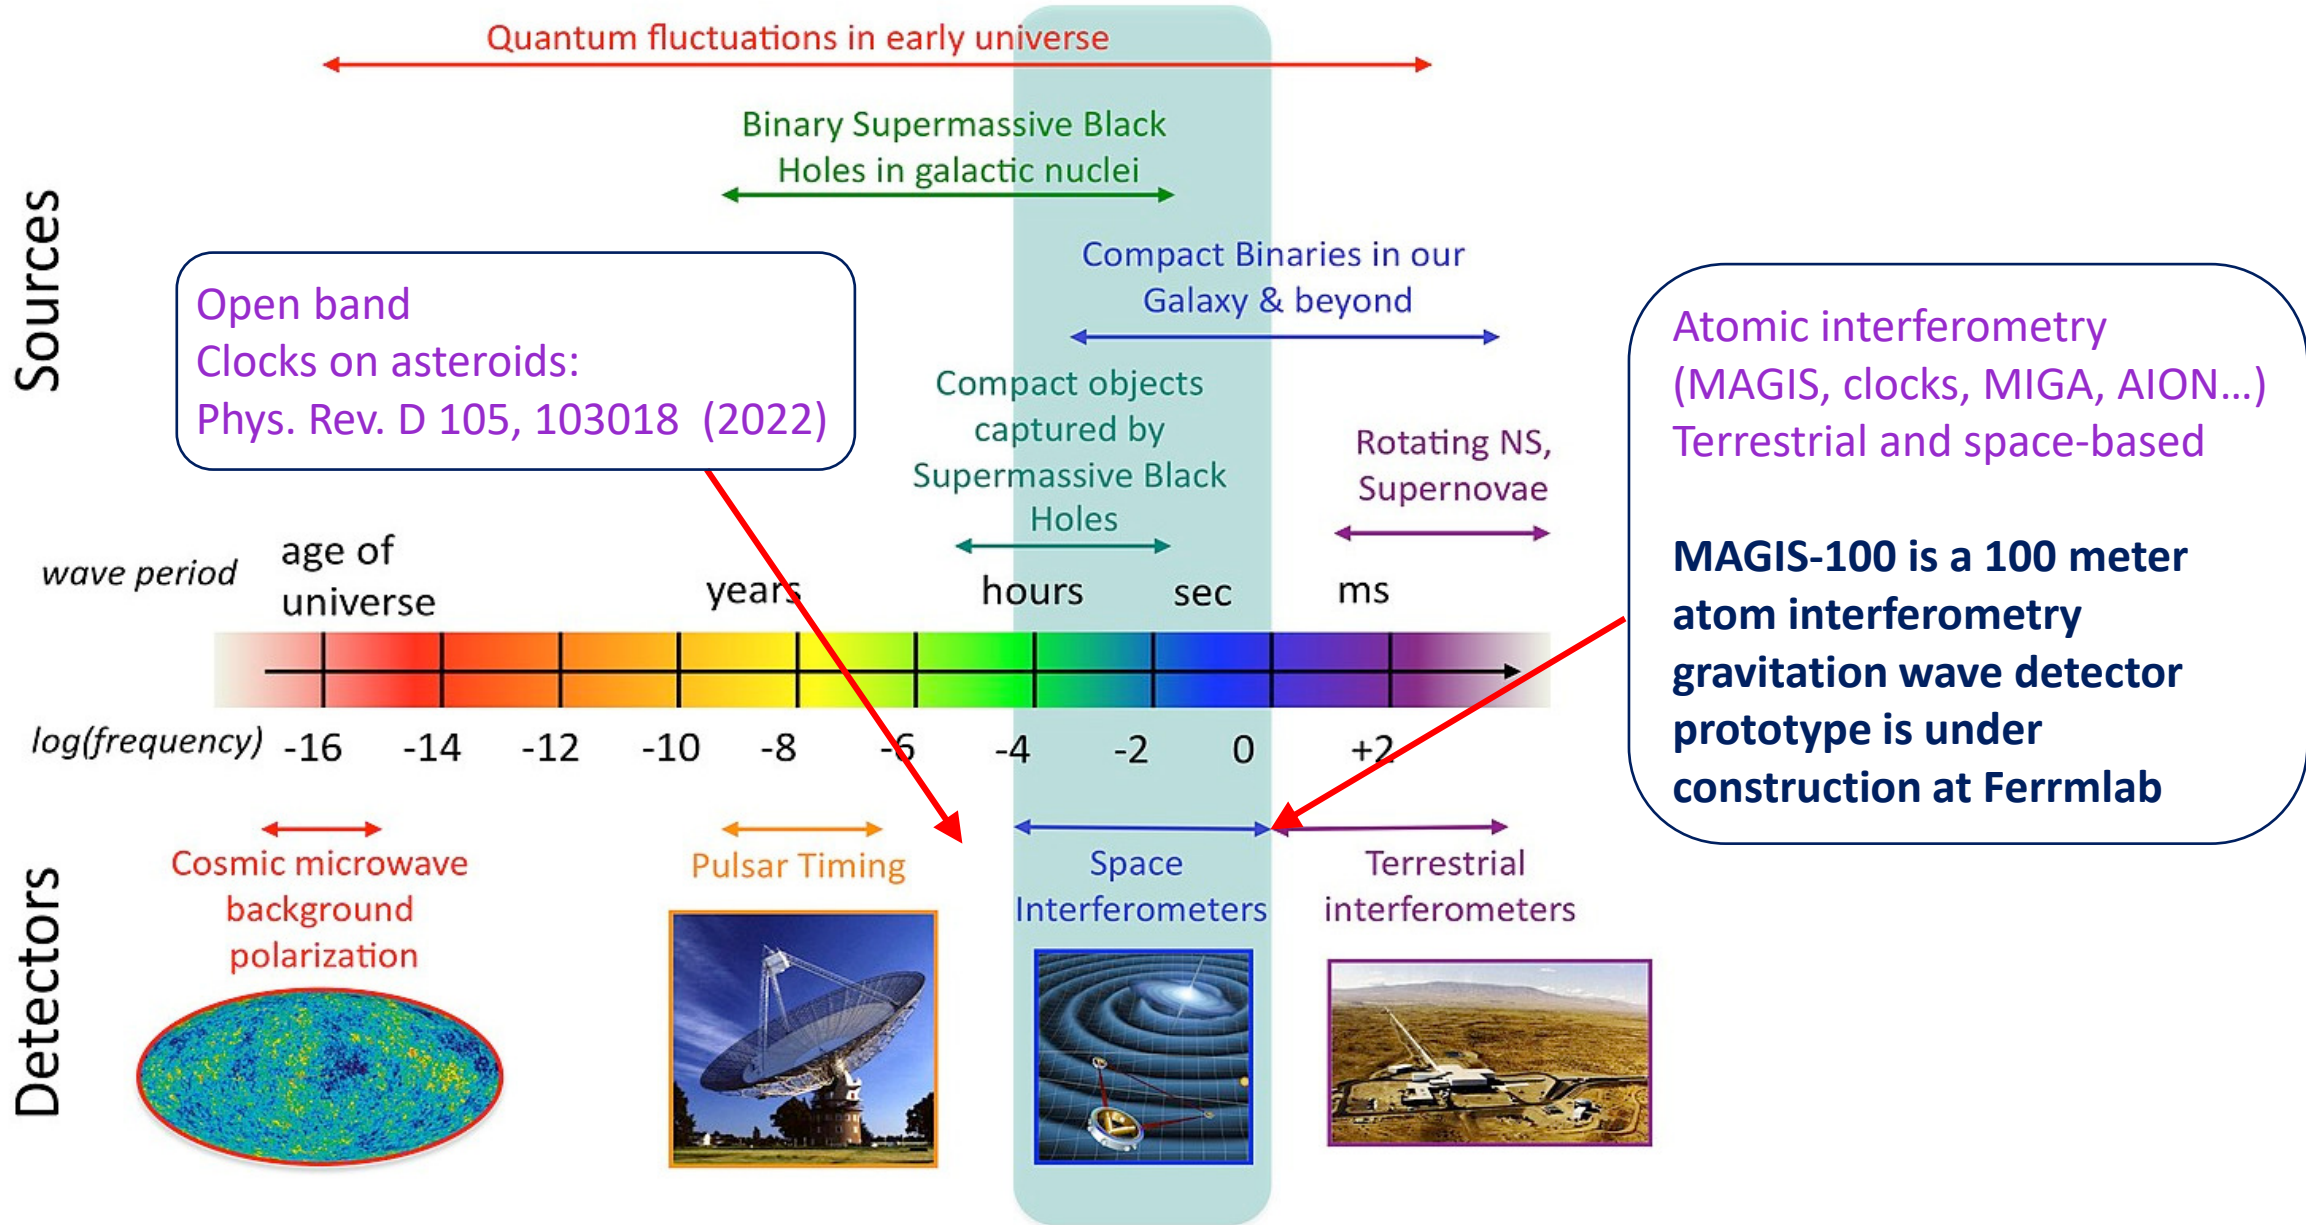 Quantum fluctuations in early universe
Binary Supermassive Black
Holes in galactic nuclei
Sources
Compact Binaries in our
Galaxy & beyond
Open band
Clocks on asteroids:
Phys. Rev. D 105, 103018 (2022)
Atomic interferometry
(MAGIS, clocks, MIGA, AION...)
Terrestrial and space-based
MAGIS-100 is a 100 meter
atom interferometry
gravitation wave detector
prototype is under
construction at Ferrmlab
Compact objects
captured by
Supermassive Black
Holes
Rotating NS,
Supernovae
wave period
age of
universe
years
hours
sec
ms
log(frequency) -16 -14 -12 -10 -8 -6 -4 -2 0 +2
Detectors
Cosmic microwave
background
polarization
Pulsar Timing
Space
Interferometers
Terrestrial
interferometers